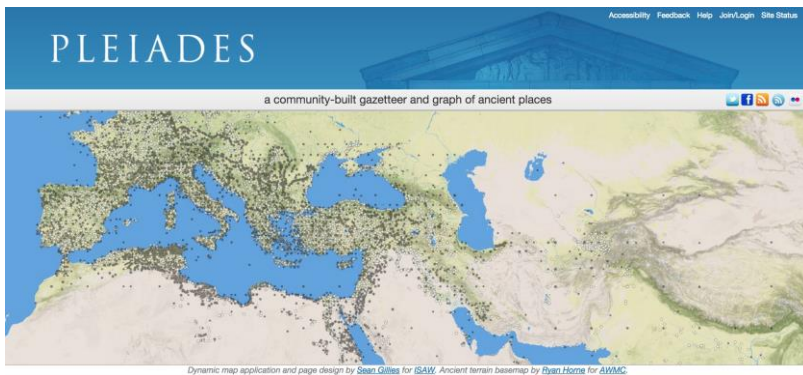 Accessibility Feedback Help Join/Login Site Status
PLEIADES
a community-built gazetteer and graph of ancient places
Dynamic map application and page design by Sean Gillies for ISAW. Ancient terrain basemap by Ryan Horne for AWMC.